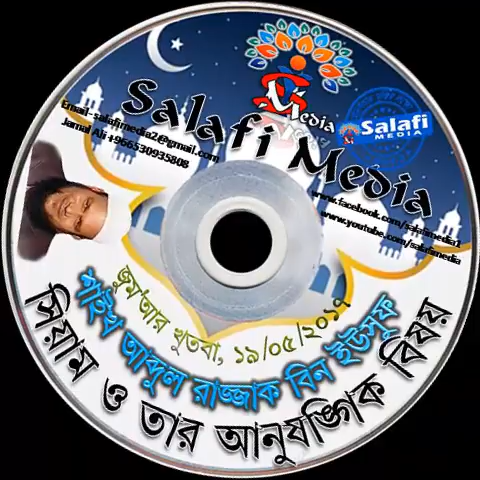 Media
Salafi
MEDIA
Salafi Media
Email- salafimedia2@gmail.com
Jamal Ali +966530935808
www.facebook.com/salafimedia1
www.youtube.com/salafimedia
জুম'আর খুতবা, ১৯/০৫/২০১৭
শাইখ আব্দুল রাজ্জাক বিন ইউসুফ
সিয়াম ও তার আনুষঙ্গিক বিষয়